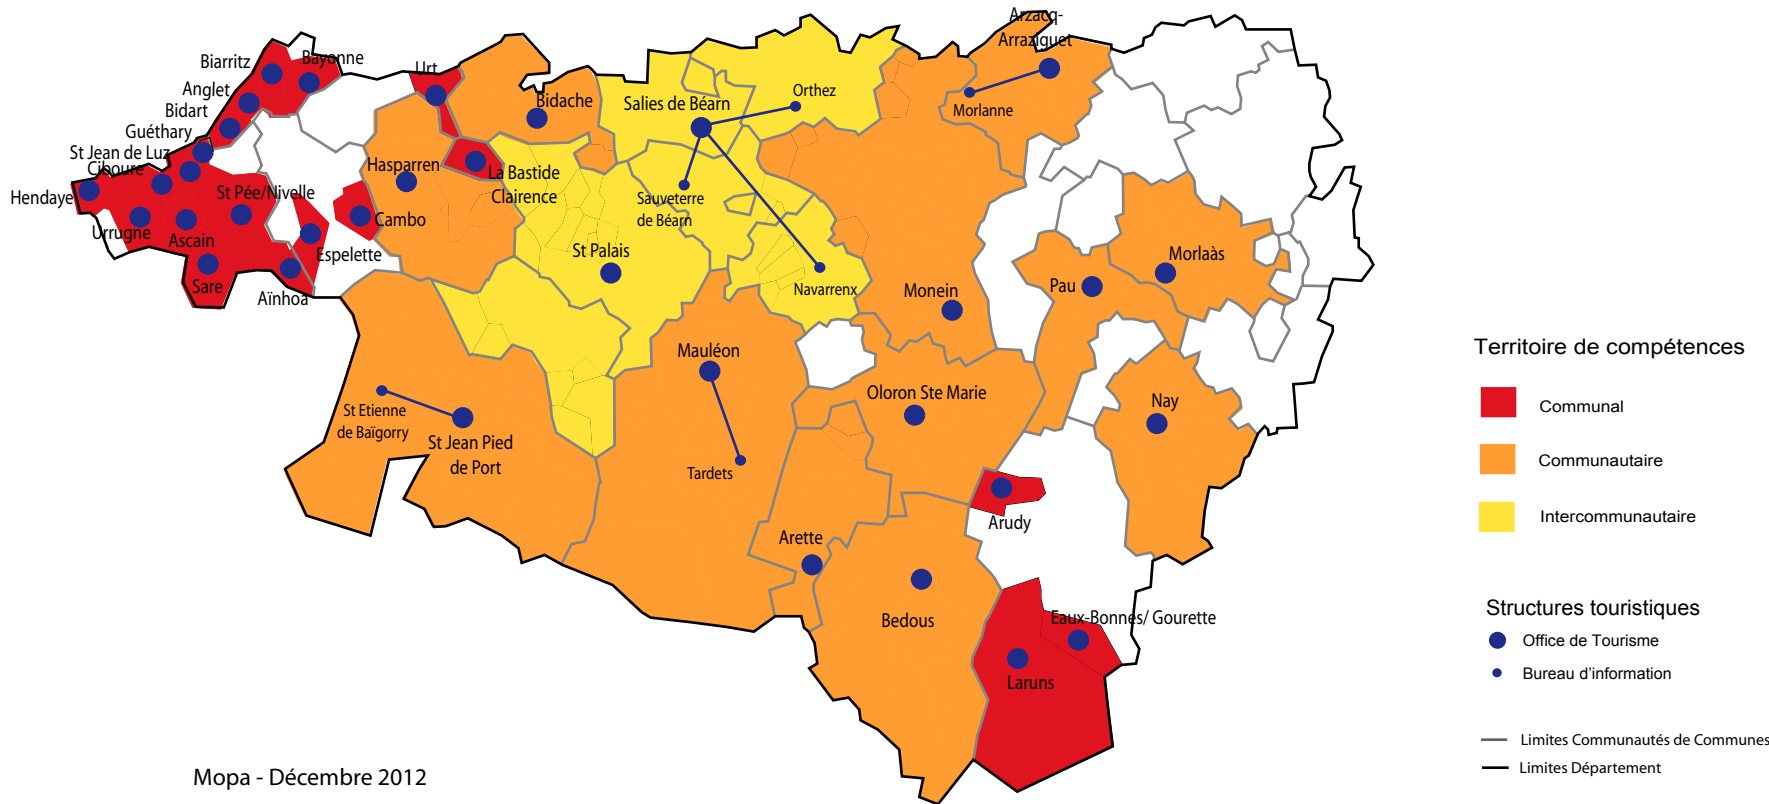 Arzacq-
Arraziguet
Biarritz
Bayonne
Urt
Anglet
Bidache
Salies de Béarn
Orthez
Morlanne
Bidart
Guéthary
St Jean de Luz
Ciboure
Hasparren
La Bastide
Clairence
Hendaye
St Pée/Nivelle
Cambo
Sauveterre
de Béarn
Urrugne
Ascain
Espelette
St Palais
Morlaàs
Sare
Aïnhoa
Navarrenx
Monein
Pau
Mauléon
Oloron Ste Marie
Nay
St Etienne
de Baïgorry
St Jean Pied
de Port
Tardets
Arudy
Arette
Bedous
Eaux-Bonnes/ Gourette
Laruns
Mopa - Décembre 2012
Territoire de compétences
Communal
Communautaire
Intercommunautaire
Structures touristiques
Office de Tourisme
Bureau d'information
Limites Communautés de Communes
Limites Département